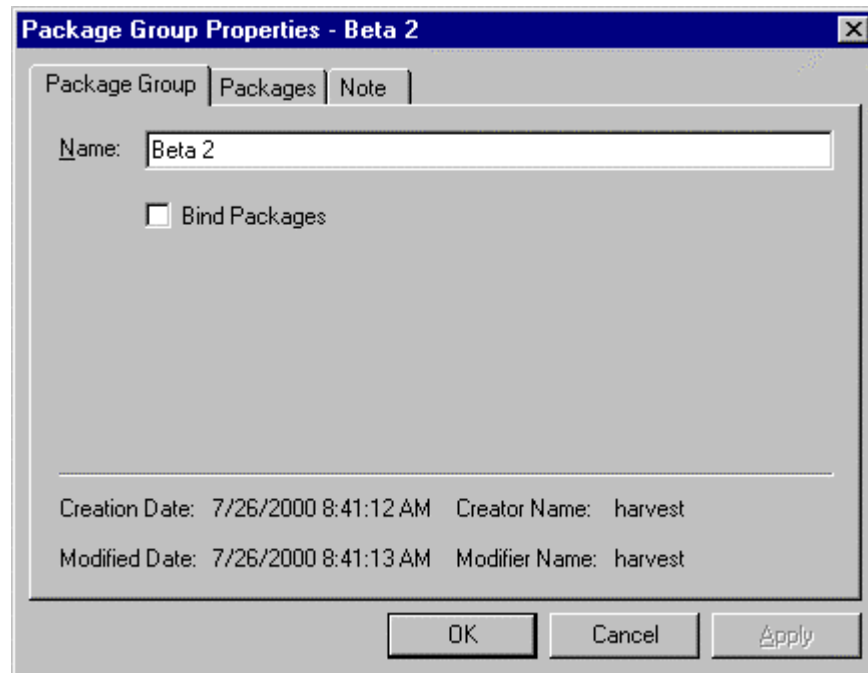 Package Group Properties - Beta 2
Package Group Packages Note
Name: Beta 2
Bind Packages
Creation Date: 7/26/2000 8:41:12 AM Creator Name: harvest
Modified Date: 7/26/2000 8:41:13 AM Modifier Name: harvest
OK Cancel Apply